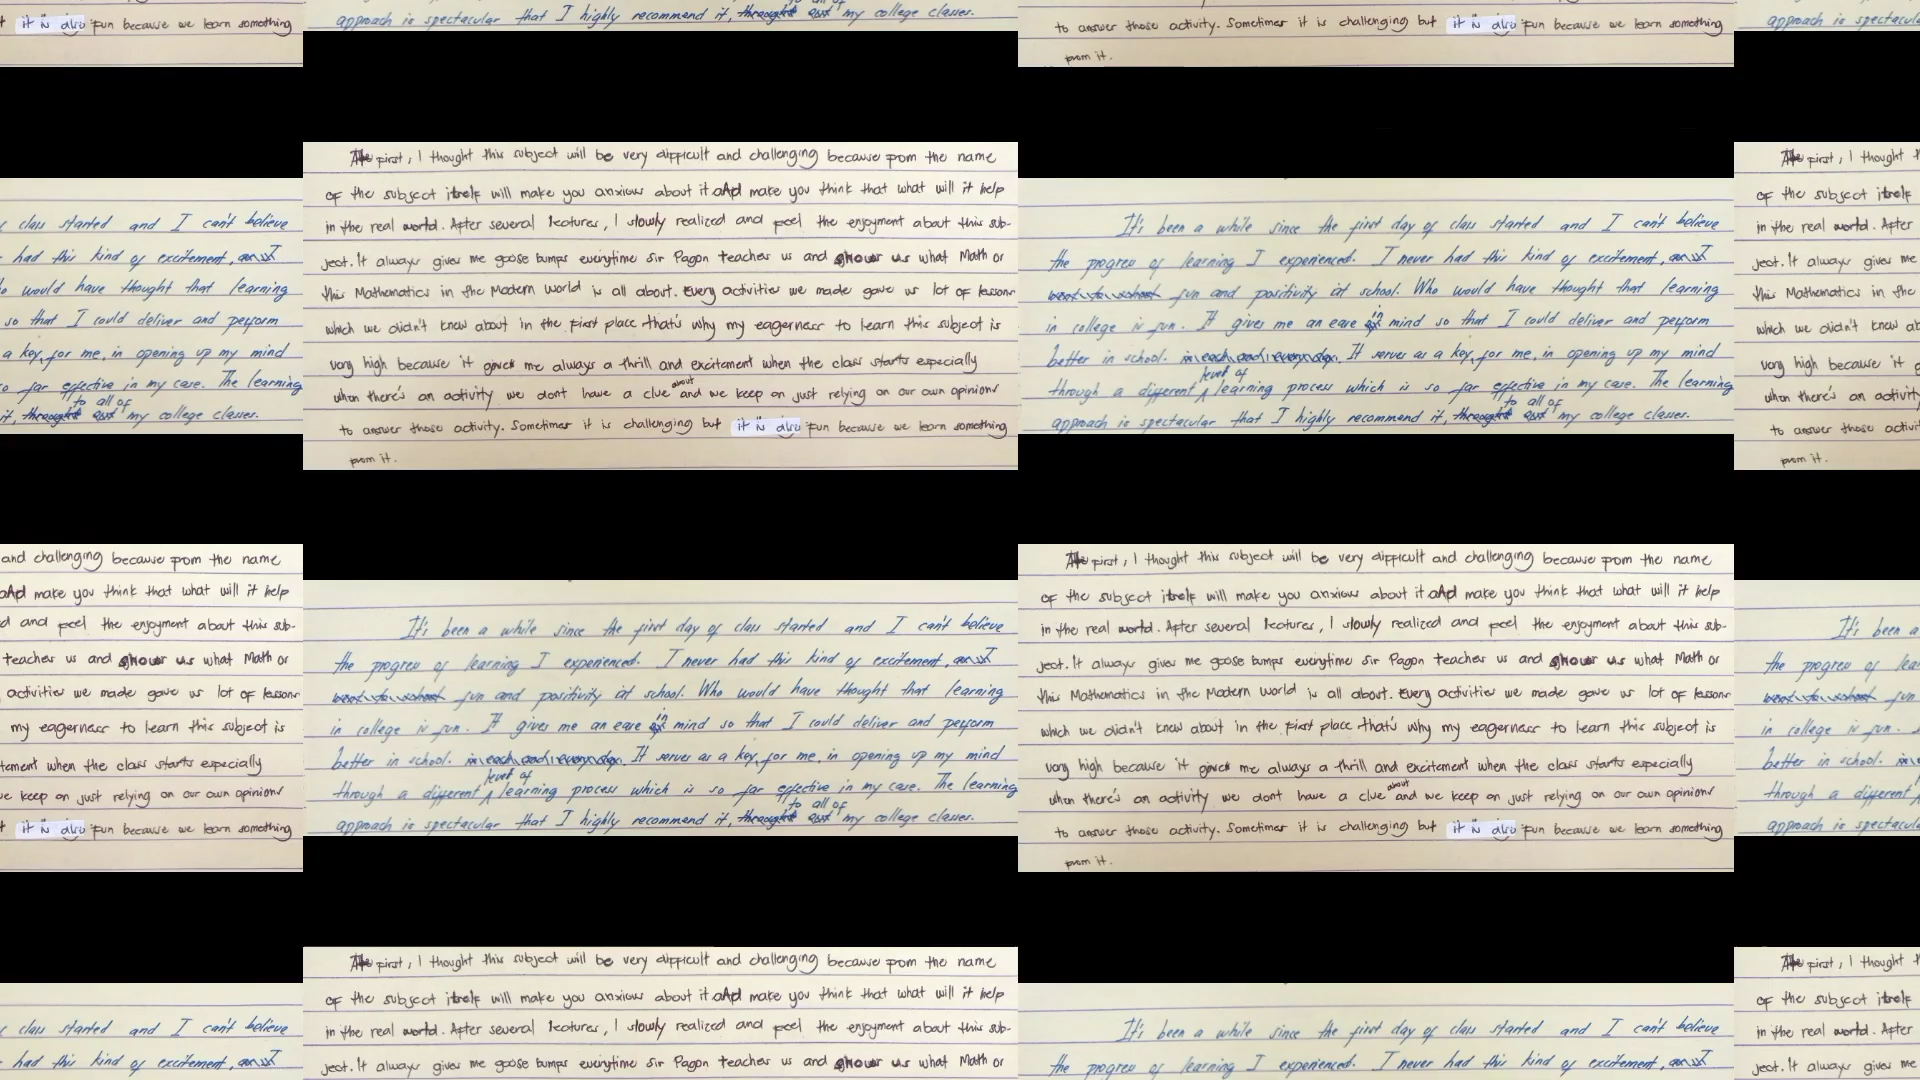 At first, I thought this subject will be very difficult and challenging because from the name
of the subject itself will make you anxious about it And make you think that what will it help
in the real world. After several lectures, I slowly realized and feel the enjoyment about this sub-
ject. It always gives me goose bumps everytime Sir Pagon teaches us and shows us what Math or
this Mathematics in the Modern World is all about. Every activities we made gave us lot of lessons
which we didn't knew about in the first place that's why my eagerness to learn this subject is
very high because it gives me always a thrill and excitement when the class starts especially
when there's an activity we dont have a clue about and we keep on just relying on our own opinions
to answer those activity. Sometimes it is challenging but it is also fun because we learn something
from it.
It's been a while since the first day of class started and I can't believe
the progress of learning I experienced. I never had this kind of excitement,
fun and positivity in at school. Who would have thought that learning
in college is fun. It gives me an ease in mind so that I could deliver and perform
better in school. It serves as a key, for me, in opening up my mind
through a different level of learning process which is so far effective in my case. The learning
approach is spectacular that I highly recommend it, to all of my college classes.